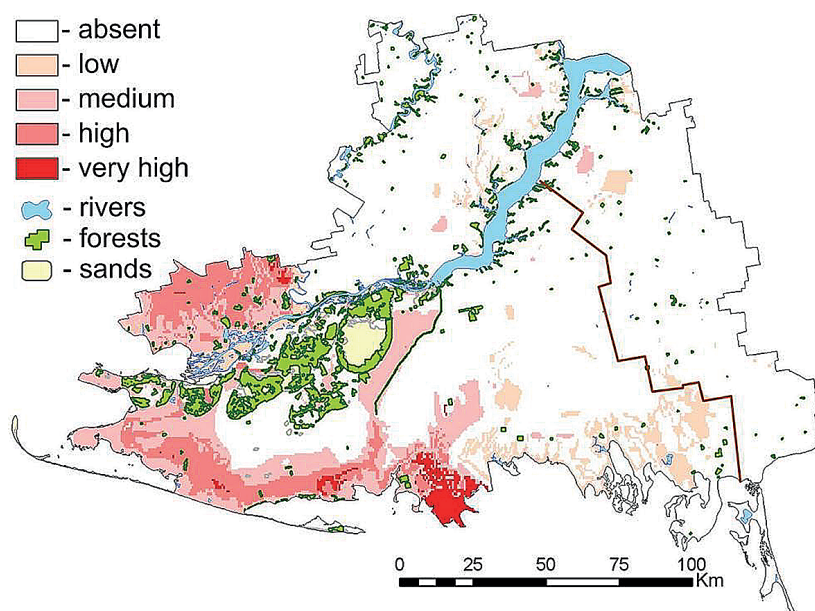 - absent
- low
- medium
- high
- very high
- rivers
- forests
- sands
0 25 50 75 100
Km